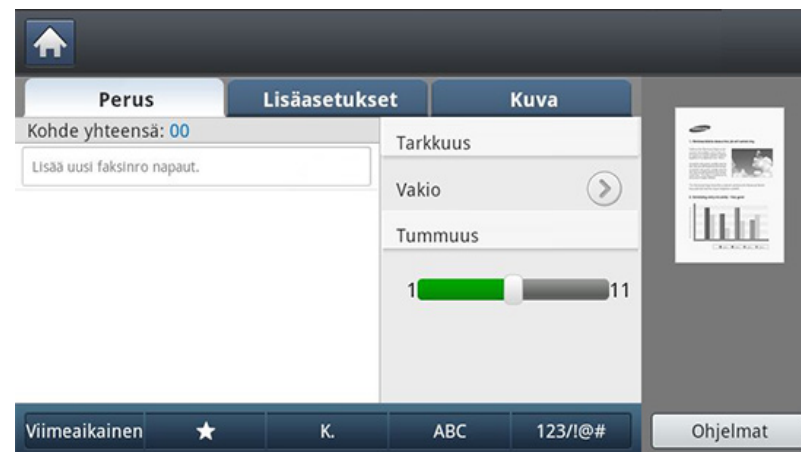 Perus
Lisäasetukset
Kuva
Kohde yhteensä: 00
Lisää uusi faksinro napaut.
Tarkkuus
Vakio
Tummuus
1 11
Viimeaikainen ★ K. ABC 123/!@#
Ohjelmat